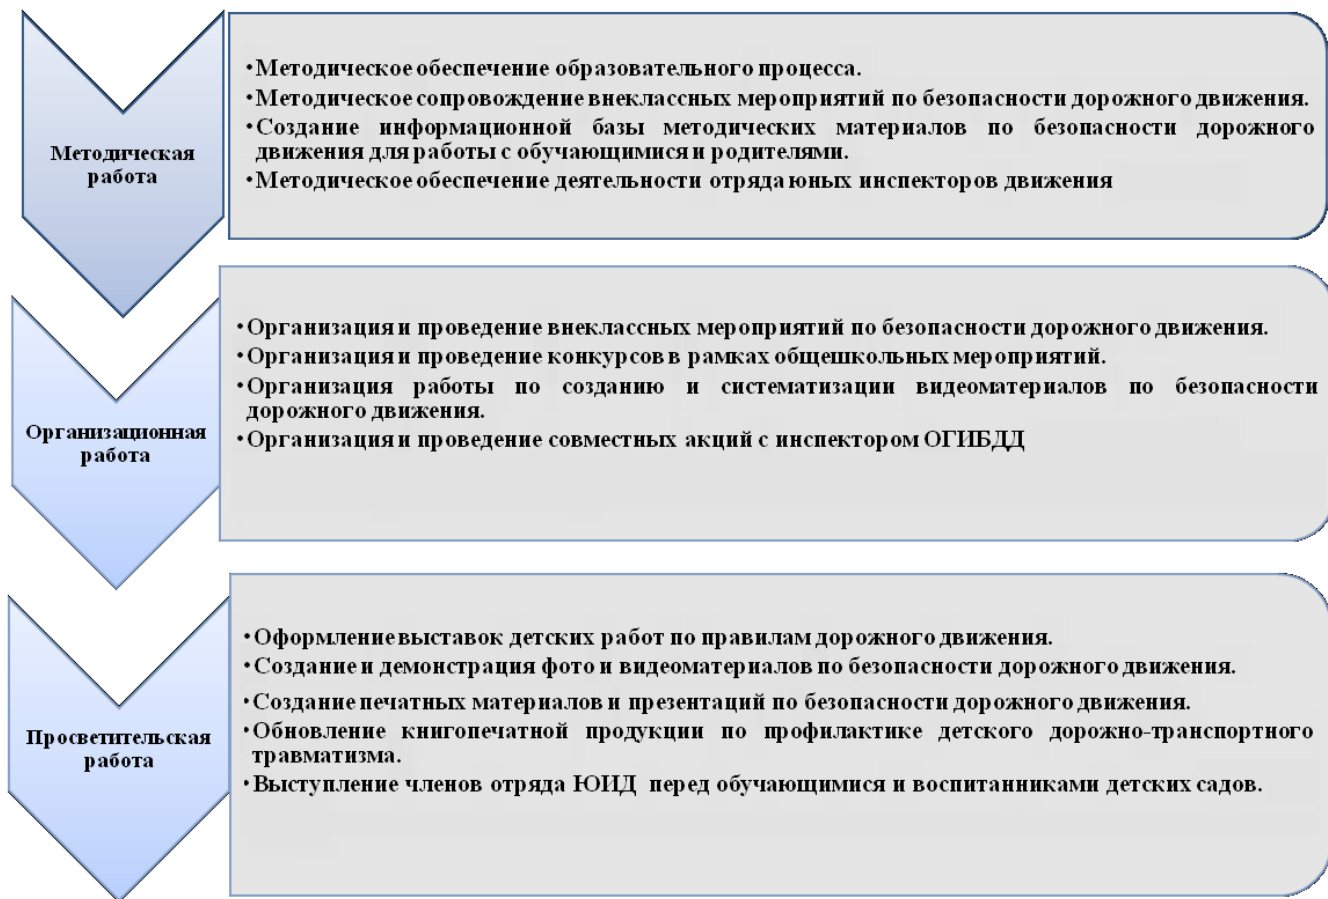 Методическая
работа
•Методическое обеспечение образовательного процесса.
•Методическое сопровождение внеклассных мероприятий по безопасности дорожного движения.
•Создание информационной базы методических материалов по безопасности дорожного
движения для работы с обучающимися и родителями.
•Методическое обеспечение деятельности отряда юных инспекторов движения
Организационная
работа
•Организация и проведение внеклассных мероприятий по безопасности дорожного движения.
•Организация и проведение конкурсов в рамках общешкольных мероприятий.
•Организация работы по созданию и систематизации видеоматериалов по безопасности
дорожного движения.
•Организация и проведение совместных акций с инспектором ОГИБДД
Просветительская
работа
•Оформление выставок детских работ по правилам дорожного движения.
•Создание и демонстрация фото и видеоматериалов по безопасности дорожного движения.
•Создание печатных материалов и презентаций по безопасности дорожного движения.
•Обновление книгопечатной продукции по профилактике детского дорожно-транспортного
травматизма.
•Выступление членов отряда ЮИД перед обучающимися и воспитанниками детских садов.